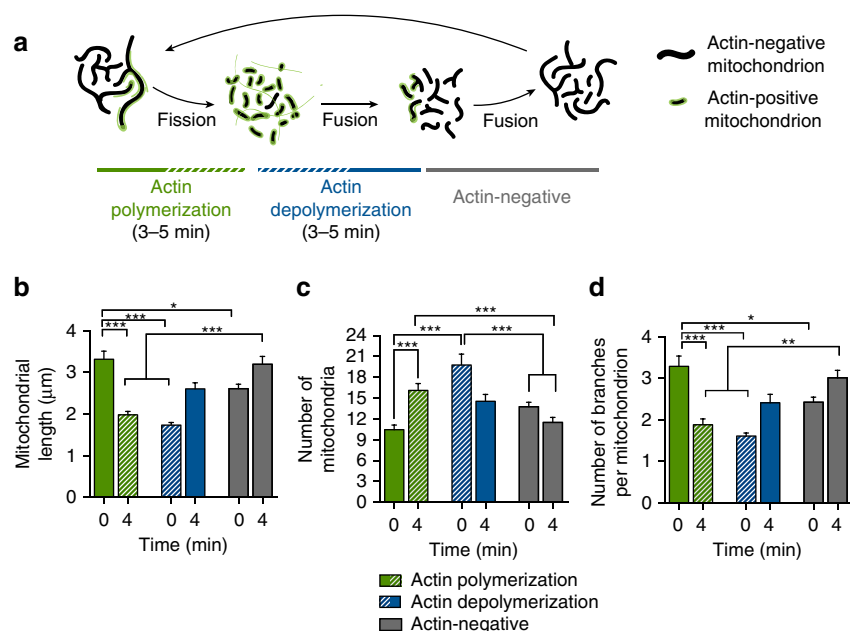 a
Fission
Fusion
Fusion
Actin-negative
mitochondrion
Actin-positive
mitochondrion
Actin
polymerization
(3–5 min)
Actin
depolymerization
(3–5 min)
Actin-negative
b
Mitochondrial
length (μm)
4
3
2
1
0
*
***
***
***
0 4 0 4 0 4
Time (min)
c
Number of
mitochondria
24
21
18
15
12
9
6
3
0
***
***
***
***
0 4 0 4 0 4
Time (min)
d
Number of branches
per mitochondrion
4
3
2
1
0
*
***
***
**
0 4 0 4 0 4
Time (min)
Actin polymerization
Actin depolymerization
Actin-negative